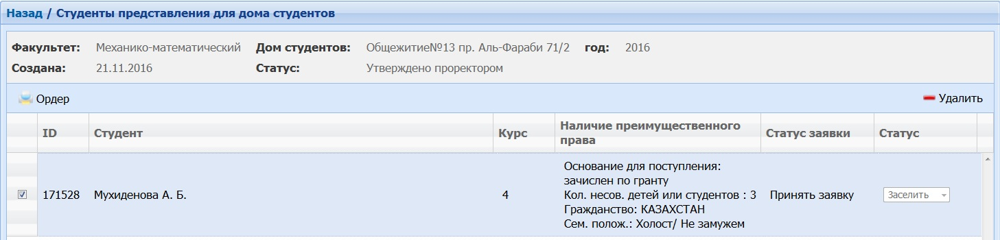 Назад / Студенты представления для дома студентов
Факультет: Механико-математический Дом студентов: Общежитие№13 пр. Аль-Фараби 71/2 год: 2016
Создана: 21.11.2016 Статус: Утверждено проректором
Ордер Удалить
ID Студент Курс Наличие преимущественного права Статус заявки Статус
Основание для поступления:
зачислен по гранту
171528 Мухиденова А. Б. 4 Кол. несов. детей или студентов : 3 Принять заявку Заселить
Гражданство: КАЗАХСТАН
Сем. полож.: Холост/ Не замужем